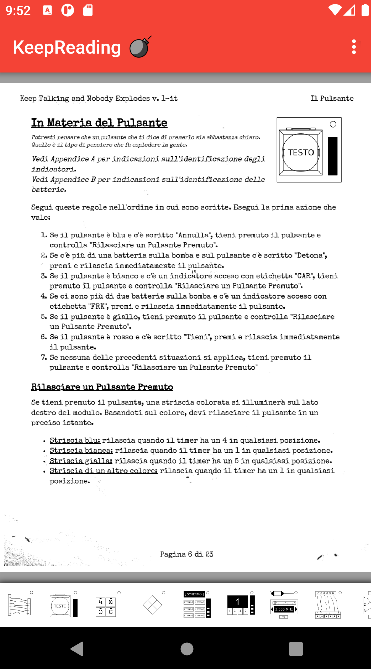 9:52
KeepReading
Keep Talking and Nobody Explodes v. 1-it
Il Pulsante
In Materia del Pulsante
Potresti pensare che un pulsante che ti dice di premerlo sia abbastanza chiaro.
Quello è il tipo di pensiero che fa esplodere la gente.
Vedi Appendice A per indicazioni sull'identificazione degli
indicatori.
Vedi Appendice B per indicazioni sull'identificazione delle
batterie.
TESTO
Segui queste regole nell'ordine in cui sono scritte. Esegui la prima azione che
vale:
1. Se il pulsante è blu e c'è scritto "Annulla", tieni premuto il pulsante e
controlla "Rilasciare un Pulsante Premuto".
2. Se c'è più di una batteria sulla bomba e sul pulsante c'è scritto "Detona",
premi e rilascia immediatamente il pulsante.
3. Se il pulsante è bianco e c'è un indicatore acceso con etichetta "CAR", tieni
premuto il pulsante e controlla "Rilasciare un Pulsante Premuto".
4. Se ci sono più di due batterie sulla bomba e c'è un indicatore acceso con
etichetta "FRK", premi e rilascia immediatamente il pulsante.
5. Se il pulsante è giallo, tieni premuto il pulsante e controlla "Rilasciare
un Pulsante Premuto".
6. Se il pulsante è rosso e c'è scritto "Tieni", premi e rilascia immediatamente
il pulsante.
7. Se nessuna delle precedenti situazioni si applica, tieni premuto il
pulsante e controlla "Rilasciare un Pulsante Premuto"
Rilasciare un Pulsante Premuto
Se tieni premuto il pulsante, una striscia colorata si illuminerà sul lato
destro del modulo. Basandoti sul colore, devi rilasciare il pulsante in un
preciso istante.
• Striscia blu: rilascia quando il timer ha un 4 in qualsiasi posizione.
• Striscia bianca: rilascia quando il timer ha un 1 in qualsiasi posizione.
• Striscia gialla: rilascia quando il timer ha un 5 in qualsiasi posizione.
• Striscia di un altro colore: rilascia quando il timer ha un 1 in qualsiasi
posizione.
Pagina 6 di 23
TESTO